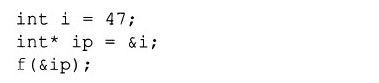 int i = 47;
int* ip = &i;
f(&ip);